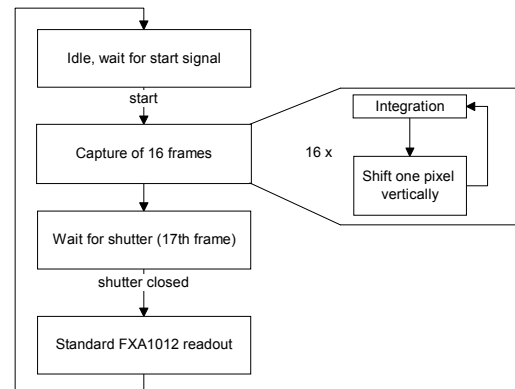 Idle, wait for start signal
start
Capture of 16 frames
16 x
Integration
Shift one pixel
vertically
Wait for shutter (17th frame)
shutter closed
Standard FXA1012 readout